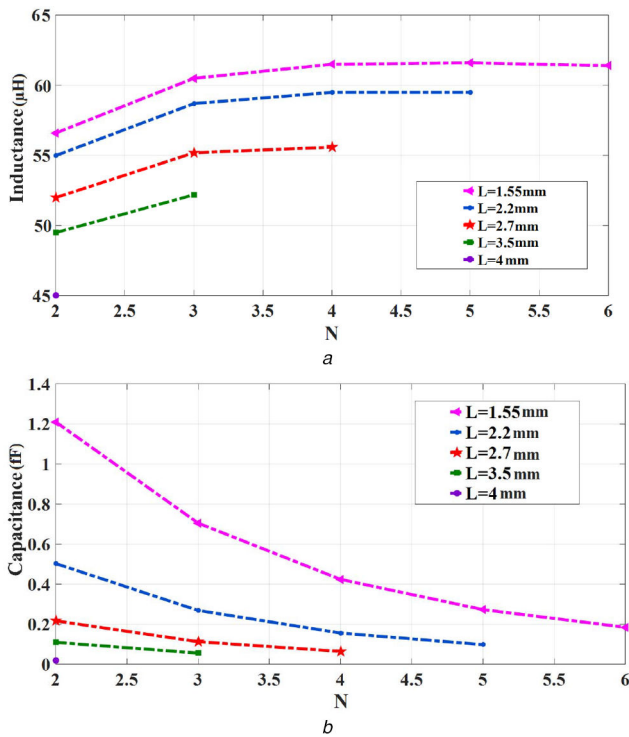 65
60
55
50
45
Inductance (µH)
L=1.55mm
L=2.2mm
L=2.7mm
L=3.5mm
L=4mm
2 2.5 3 3.5 4 4.5 5 5.5 6
N
a
1.4
1.2
1
0.8
0.6
0.4
0.2
0
Capacitance (fF)
L=1.55mm
L=2.2mm
L=2.7mm
L=3.5mm
L=4mm
2 2.5 3 3.5 4 4.5 5 5.5 6
N
b